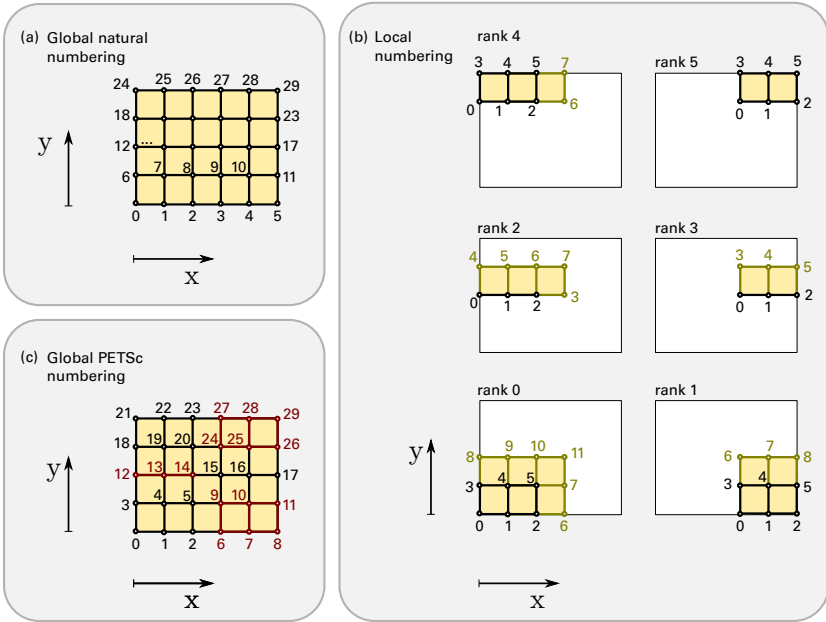 (a) Global natural
numbering
24 25 26 27 28 29
18 23
12 ... 17
7 8 9 10
6 11
0 1 2 3 4 5
y
x
(c) Global PETSc
numbering
21 22 23 27 28 29
18 19 20 24 25 26
12 13 14 15 16 17
3 4 5 9 10 11
0 1 2 6 7 8
y
x
(b) Local
numbering
rank 4
3 4 5 7
0 1 2 6
rank 5
3 4 5
0 1 2
rank 2
4 5 6 7
0 1 2 3
rank 3
3 4 5
0 1 2
rank 0
8 9 10 11
3 4 5 7
0 1 2 6
rank 1
6 7 8
3 4 5
0 1 2
y
x